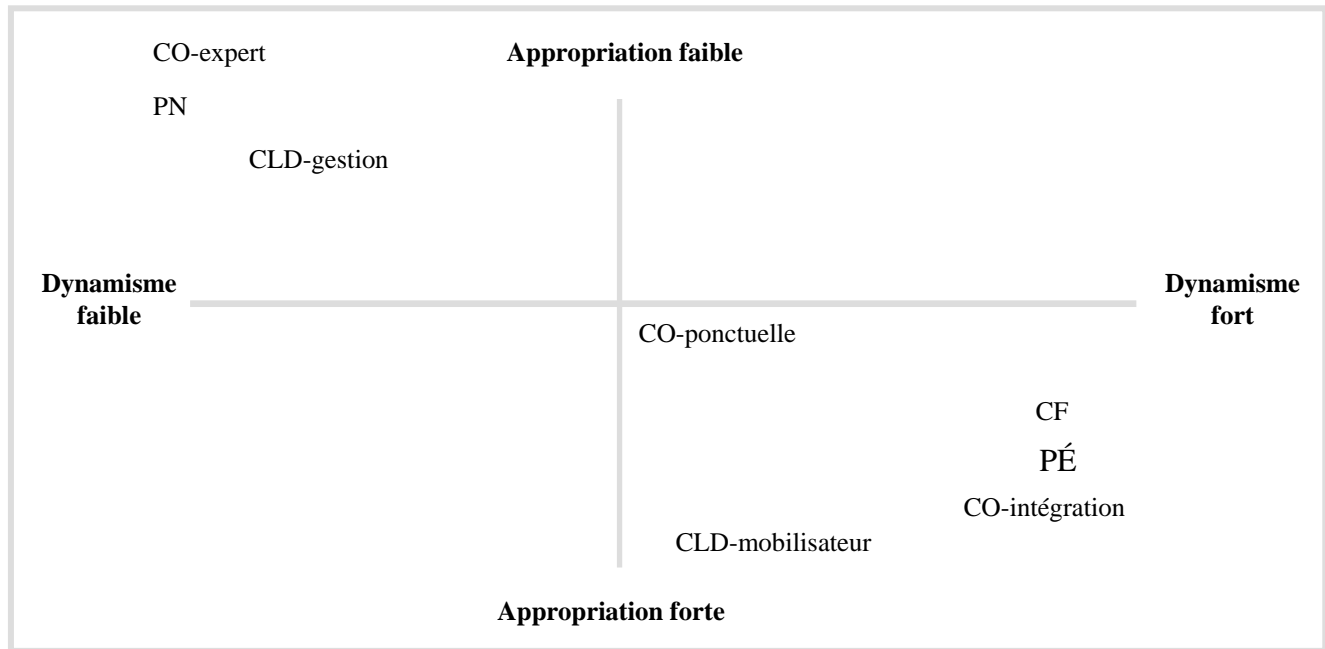 CO-expert
Appropriation faible
PN
CLD-gestion
Dynamisme
faible
Dynamisme
fort
CO-ponctuelle
CF
PÉ
CO-intégration
CLD-mobilisateur
Appropriation forte